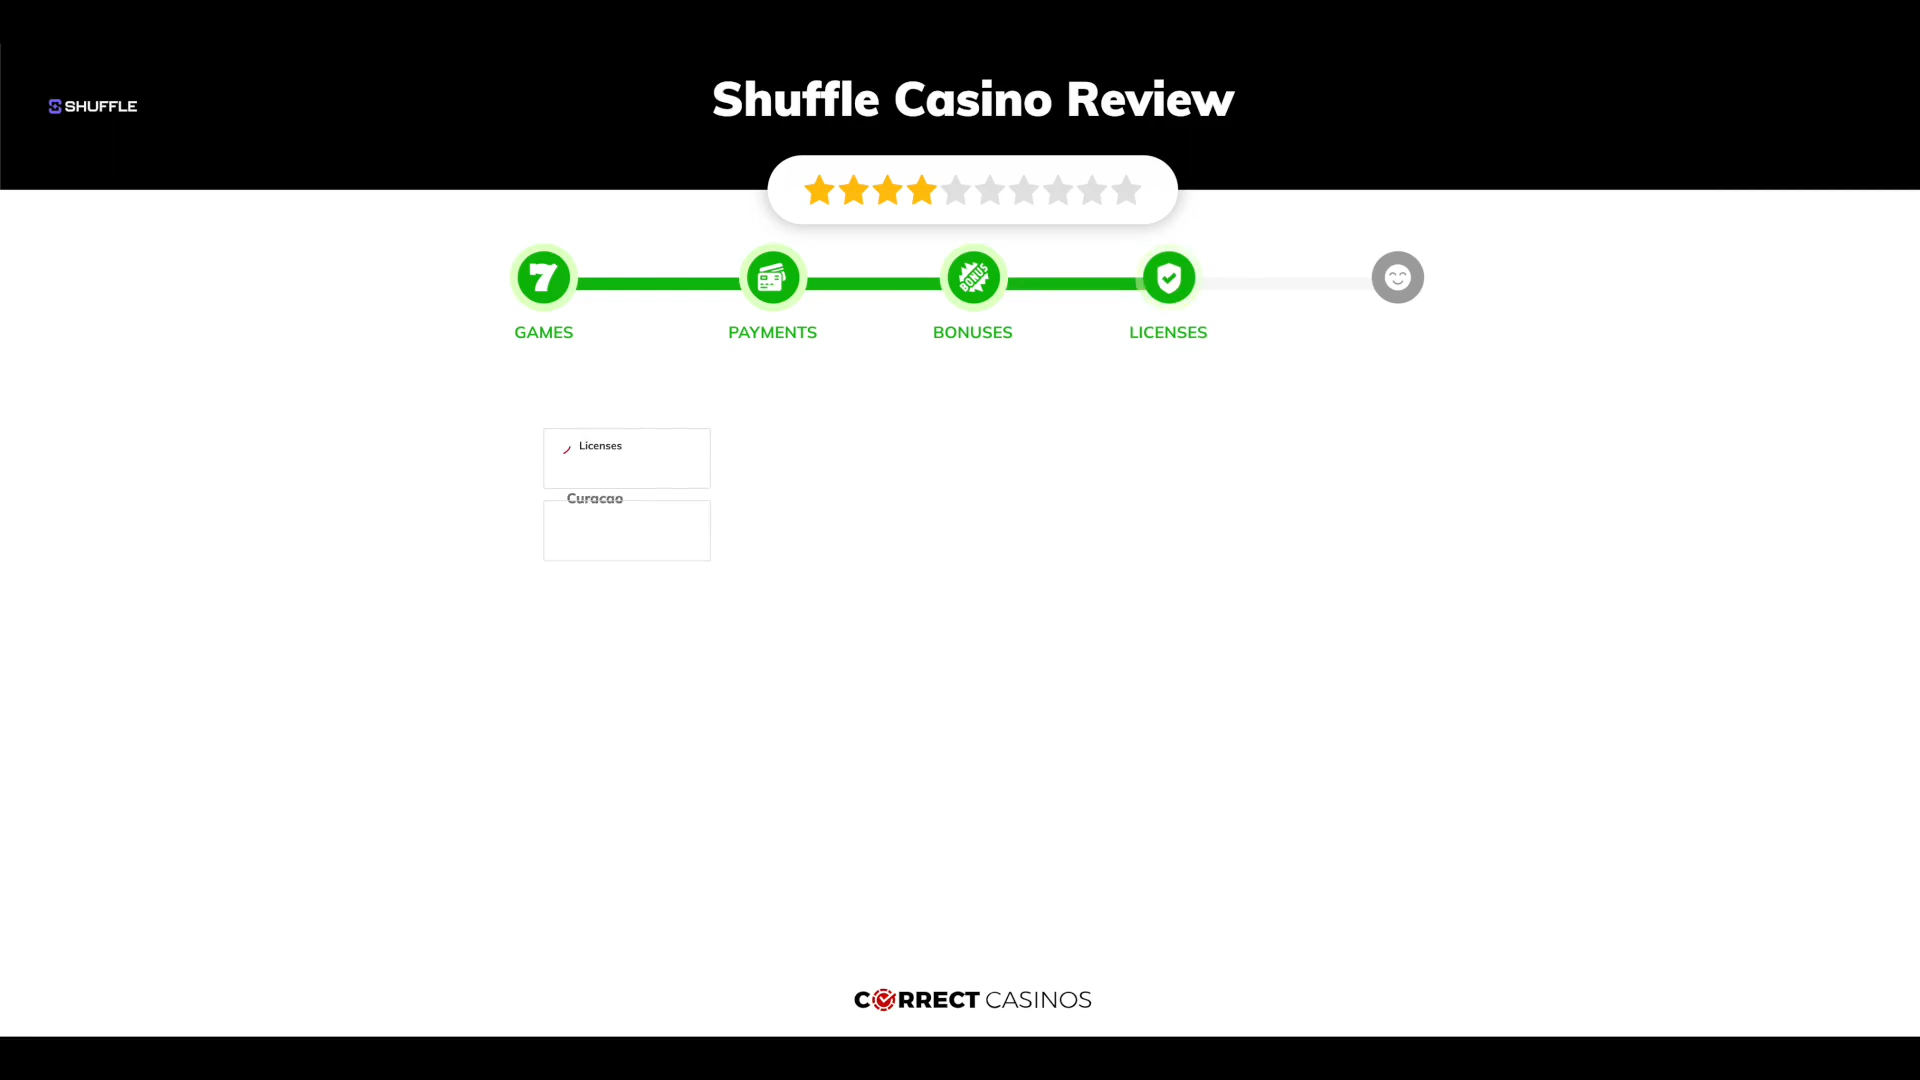 SHUFFLE
Shuffle Casino Review
GAMES
PAYMENTS
BONUSES
LICENSES
Licenses
Curacao
CORRECT CASINOS